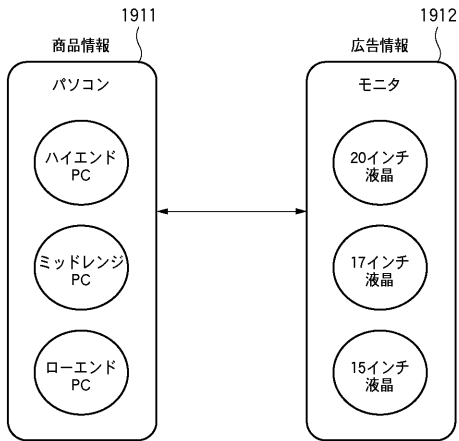 1911
商品情報
パソコン
ハイエンド
PC
ミッドレンジ
PC
ローエンド
PC
1912
広告情報
モニタ
20インチ
液晶
17インチ
液晶
15インチ
液晶